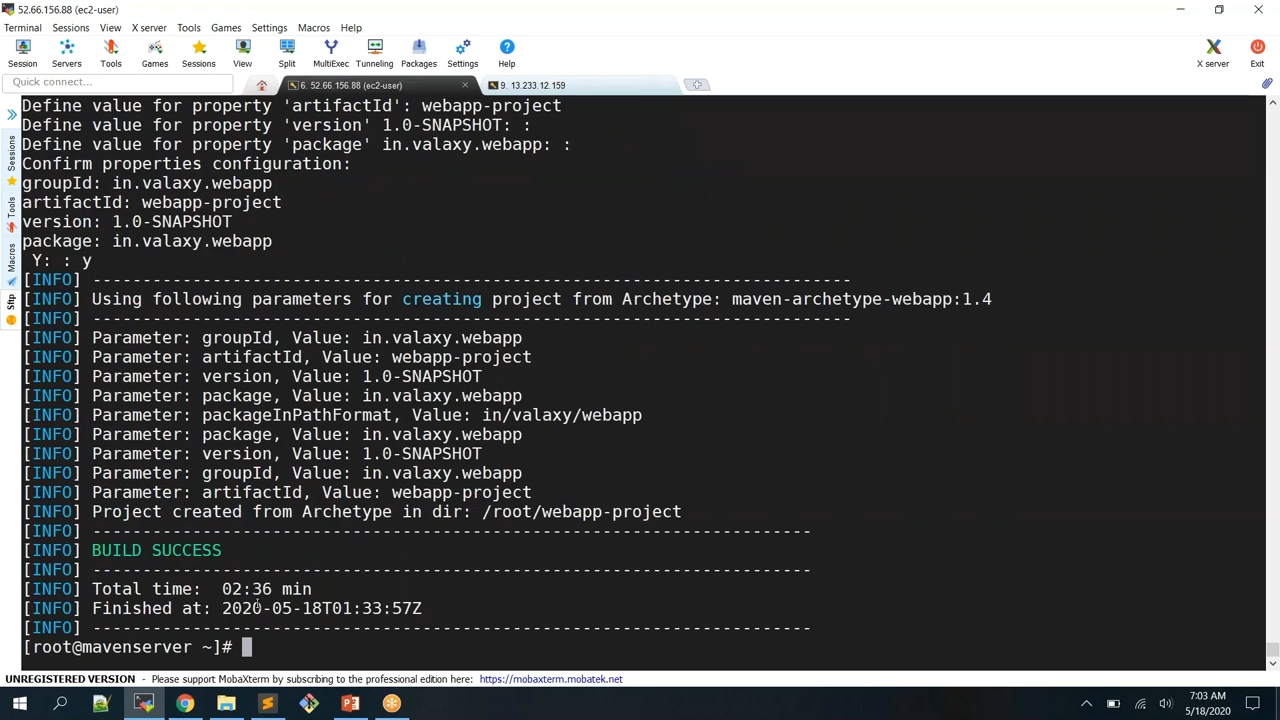 52.66.156.88 (ec2-user)
Terminal Sessions View X server Tools Games Settings Macros Help
Session Servers Tools Games Sessions View Split MultiExec Tunneling Packages Settings Help X server Exit
Quick connect...
6. 52.66.156.88 (ec2-user)
9. 13.233.12.159
Sessions
Tools
Macros
Sftp
Define value for property 'artifactId': webapp-project
Define value for property 'version' 1.0-SNAPSHOT: :
Define value for property 'package' in.valaxy.webapp: :
Confirm properties configuration:
groupId: in.valaxy.webapp
artifactId: webapp-project
version: 1.0-SNAPSHOT
package: in.valaxy.webapp
Y: : y
[INFO] ----------------------------------------------------------------------------
[INFO] Using following parameters for creating project from Archetype: maven-archetype-webapp:1.4
[INFO] ----------------------------------------------------------------------------
[INFO] Parameter: groupId, Value: in.valaxy.webapp
[INFO] Parameter: artifactId, Value: webapp-project
[INFO] Parameter: version, Value: 1.0-SNAPSHOT
[INFO] Parameter: package, Value: in.valaxy.webapp
[INFO] Parameter: packageInPathFormat, Value: in/valaxy/webapp
[INFO] Parameter: package, Value: in.valaxy.webapp
[INFO] Parameter: version, Value: 1.0-SNAPSHOT
[INFO] Parameter: groupId, Value: in.valaxy.webapp
[INFO] Parameter: artifactId, Value: webapp-project
[INFO] Project created from Archetype in dir: /root/webapp-project
[INFO] ------------------------------------------------------------------------
[INFO] BUILD SUCCESS
[INFO] ------------------------------------------------------------------------
[INFO] Total time:  02:36 min
[INFO] Finished at: 2020-05-18T01:33:57Z
[INFO] ------------------------------------------------------------------------
[root@mavenserver ~]#
UNREGISTERED VERSION - Please support MobaXterm by subscribing to the professional edition here: https://mobaxterm.mobatek.net
7:03 AM
5/18/2020